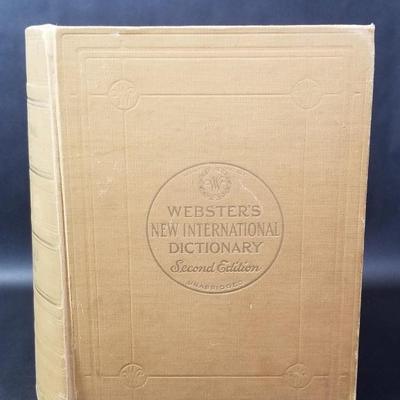 WEBSTER'S
NEW INTERNATIONAL
DICTIONARY
Second Edition
UNABRIDGED